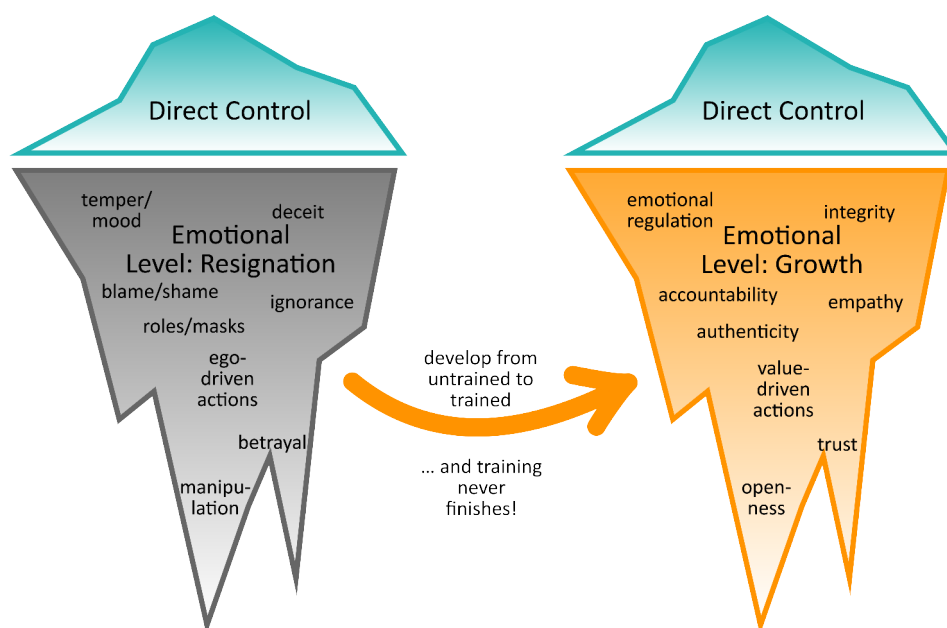 Direct Control
temper/
mood
deceit
Emotional
Level: Resignation
blame/shame
ignorance
roles/masks
ego-
driven
actions
betrayal
manipu-
lation
develop from
untrained to
trained
... and training
never
finishes!
Direct Control
emotional
regulation
integrity
Emotional
Level: Growth
accountability
empathy
authenticity
value-
driven
actions
trust
open-
ness